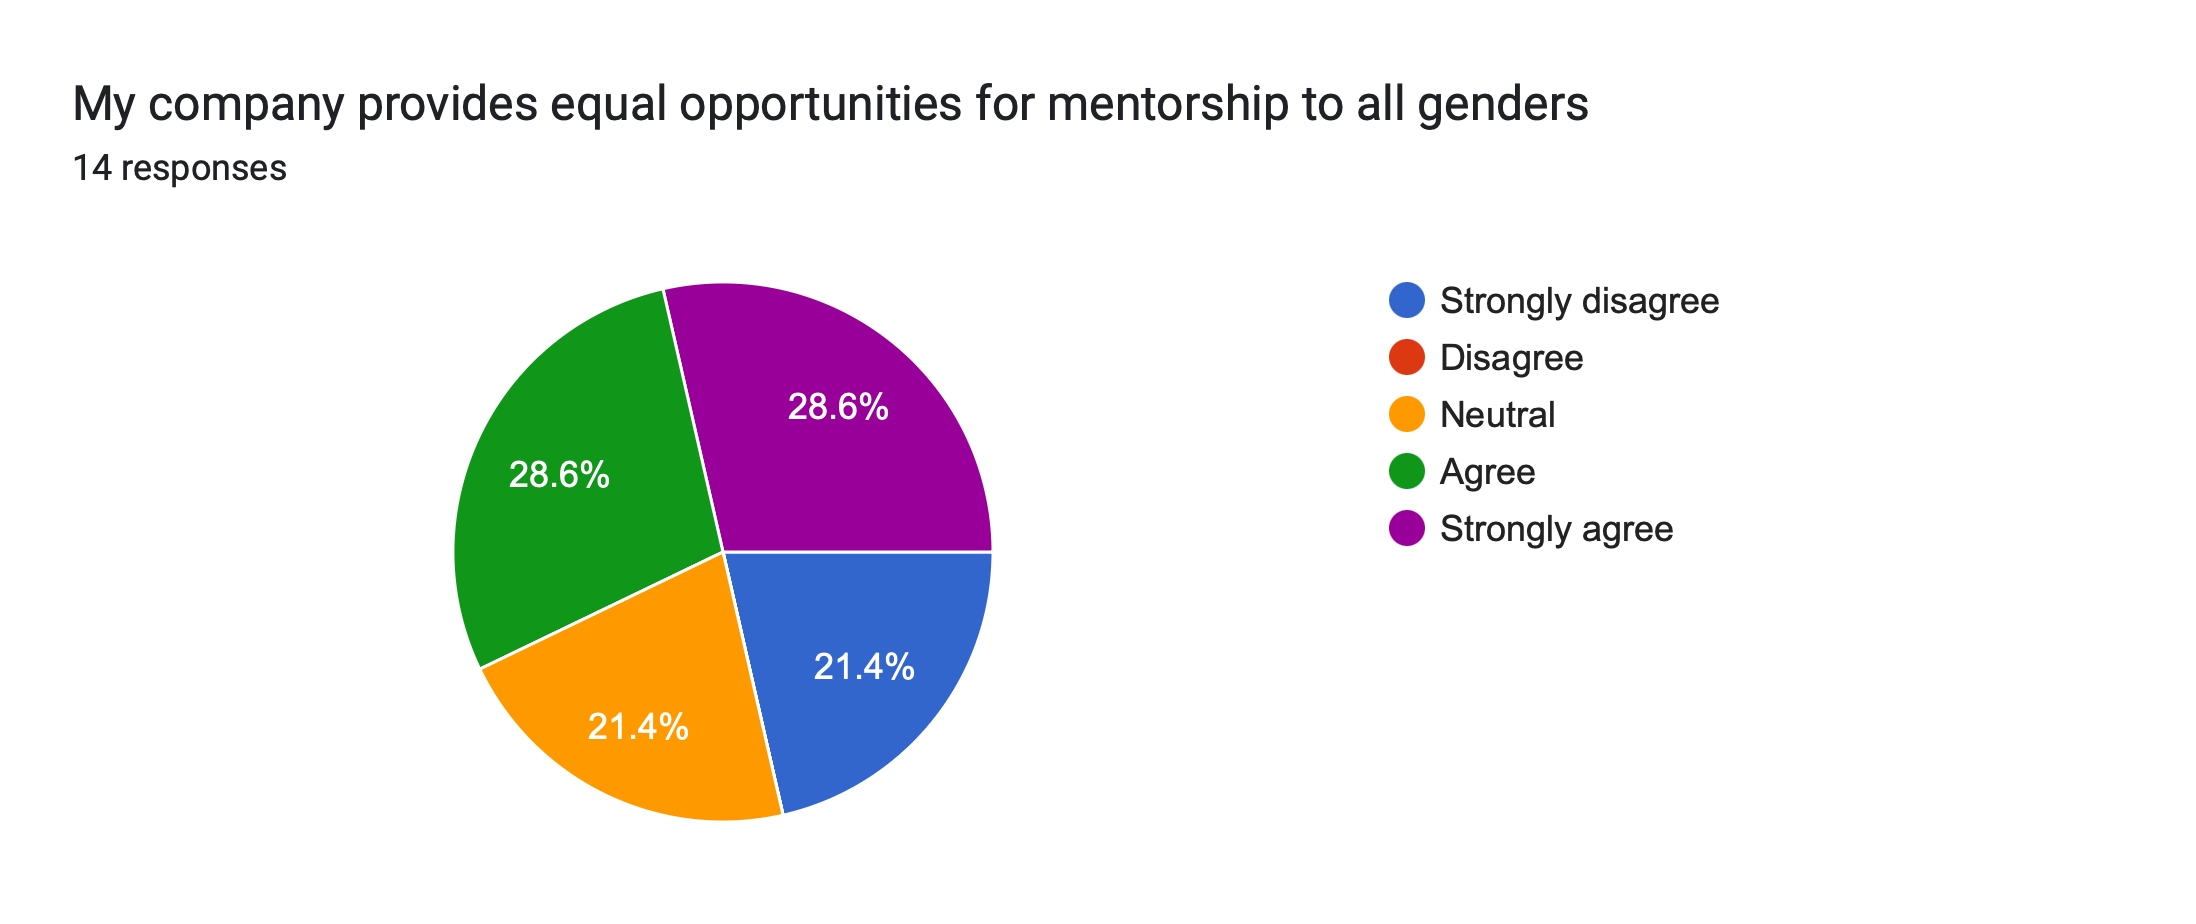 My company provides equal opportunities for mentorship to all genders
14 responses
28.6%
28.6%
21.4%
21.4%
Strongly disagree
Disagree
Neutral
Agree
Strongly agree